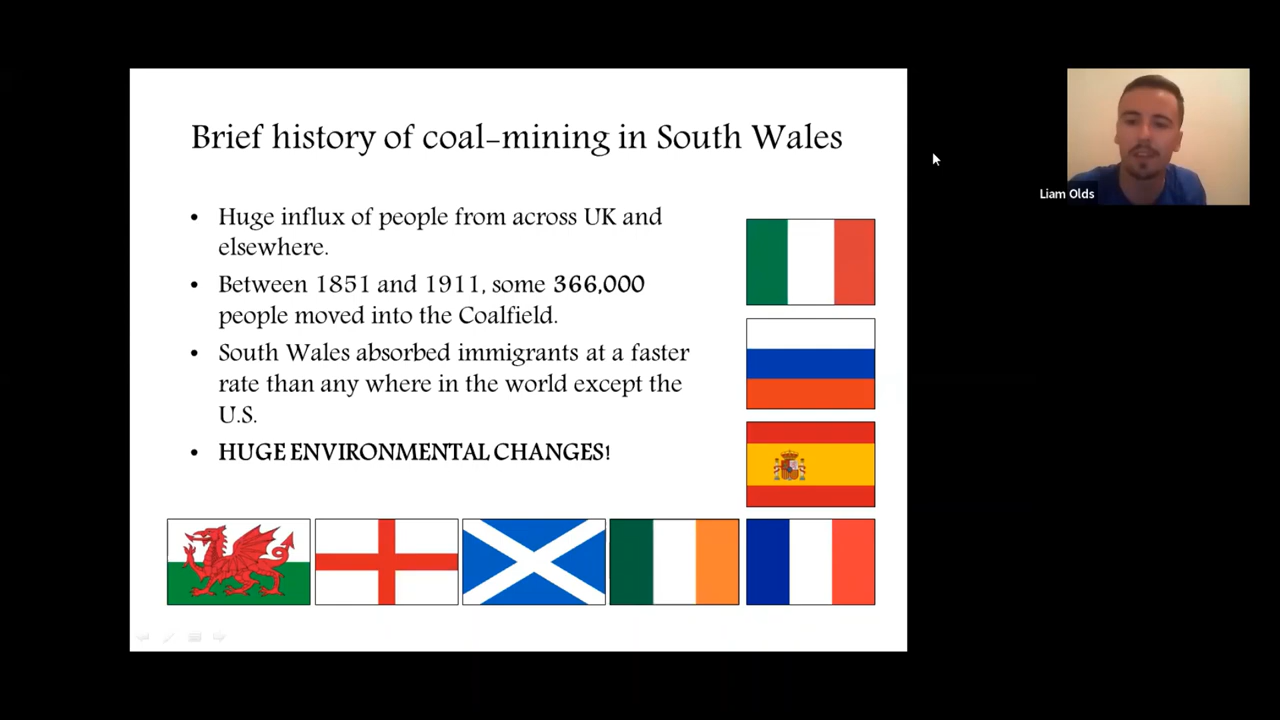 Brief history of coal-mining in South Wales
• Huge influx of people from across UK and
elsewhere.
• Between 1851 and 1911, some 366,000
people moved into the Coalfield.
• South Wales absorbed immigrants at a faster
rate than any where in the world except the
U.S.
• HUGE ENVIRONMENTAL CHANGES!
Liam Olds